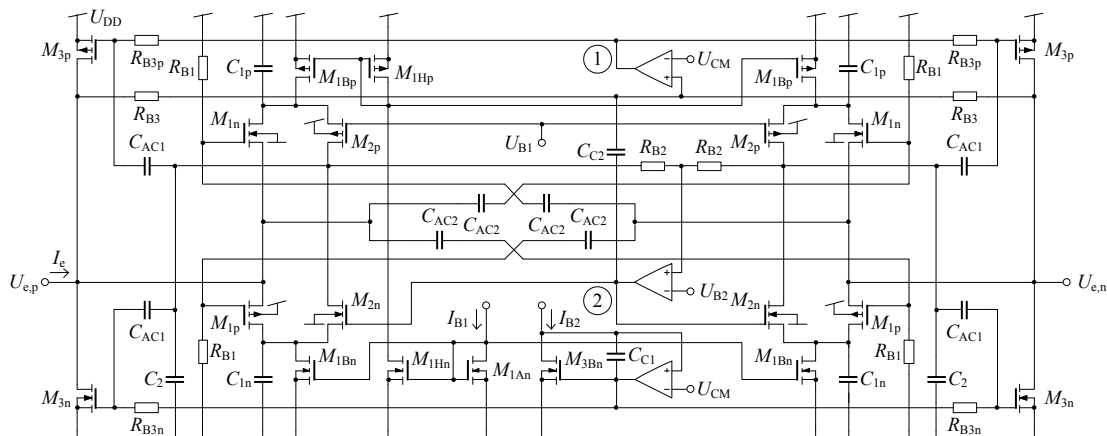 U_DD
M_3p R_B3p R_B1 C_1p M_1Bp M_1Hp 1 U_CM M_1Bp C_1p R_B1 R_B3p M_3p
R_B3 R_B3
M_1n M_2p U_B1 C_C2 M_2p M_1n
C_AC1 R_B2 R_B2 C_AC1
C_AC2 C_AC2 C_AC2 C_AC2
I_e
U_e,p U_e,n
2 U_B2
M_1p M_2n I_B1 I_B2 M_2n M_1p
C_AC1 C_AC1
R_B1 M_1Bn M_1Hn M_1An M_3Bn C_C1 M_1Bn R_B1
C_2 C_1n U_CM C_1n C_2
M_3n R_B3n R_B3n M_3n